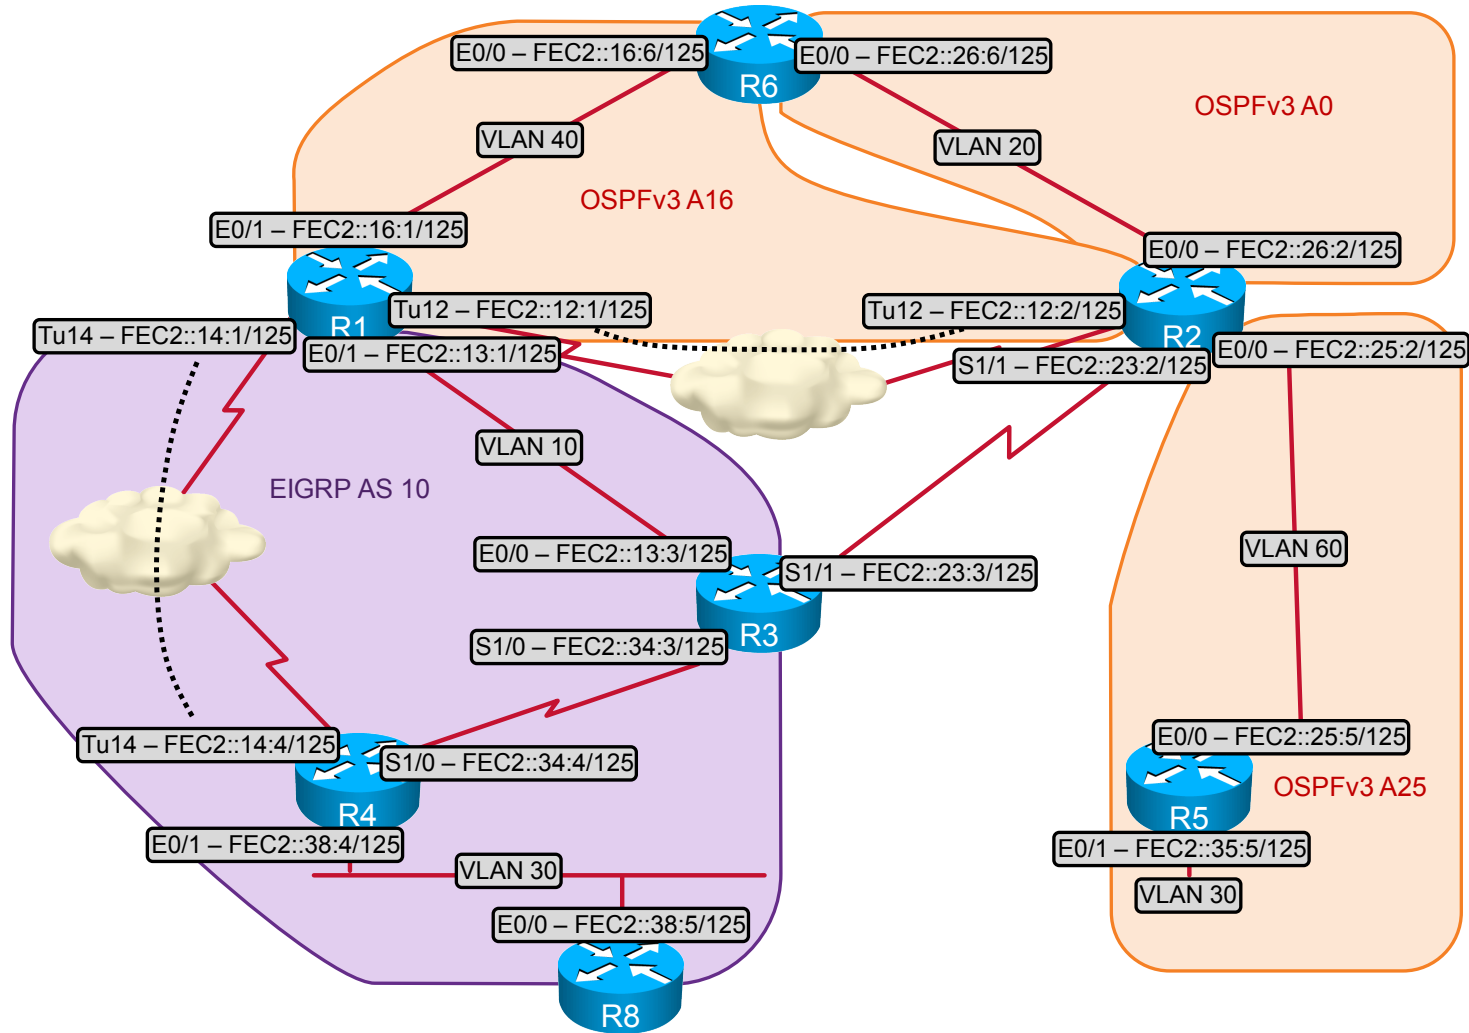 E0/0 – FEC2::16:6/125
E0/0 – FEC2::26:6/125
R6
OSPFv3 A0
VLAN 40
VLAN 20
OSPFv3 A16
E0/1 – FEC2::16:1/125
E0/0 – FEC2::26:2/125
Tu12 – FEC2::12:1/125
Tu12 – FEC2::12:2/125
R1
R2
Tu14 – FEC2::14:1/125
E0/1 – FEC2::13:1/125
S1/1 – FEC2::23:2/125
E0/0 – FEC2::25:2/125
VLAN 10
EIGRP AS 10
E0/0 – FEC2::13:3/125
S1/1 – FEC2::23:3/125
VLAN 60
R3
S1/0 – FEC2::34:3/125
Tu14 – FEC2::14:4/125
S1/0 – FEC2::34:4/125
E0/0 – FEC2::25:5/125
OSPFv3 A25
R4
R5
E0/1 – FEC2::38:4/125
E0/1 – FEC2::35:5/125
VLAN 30
VLAN 30
E0/0 – FEC2::38:5/125
R8